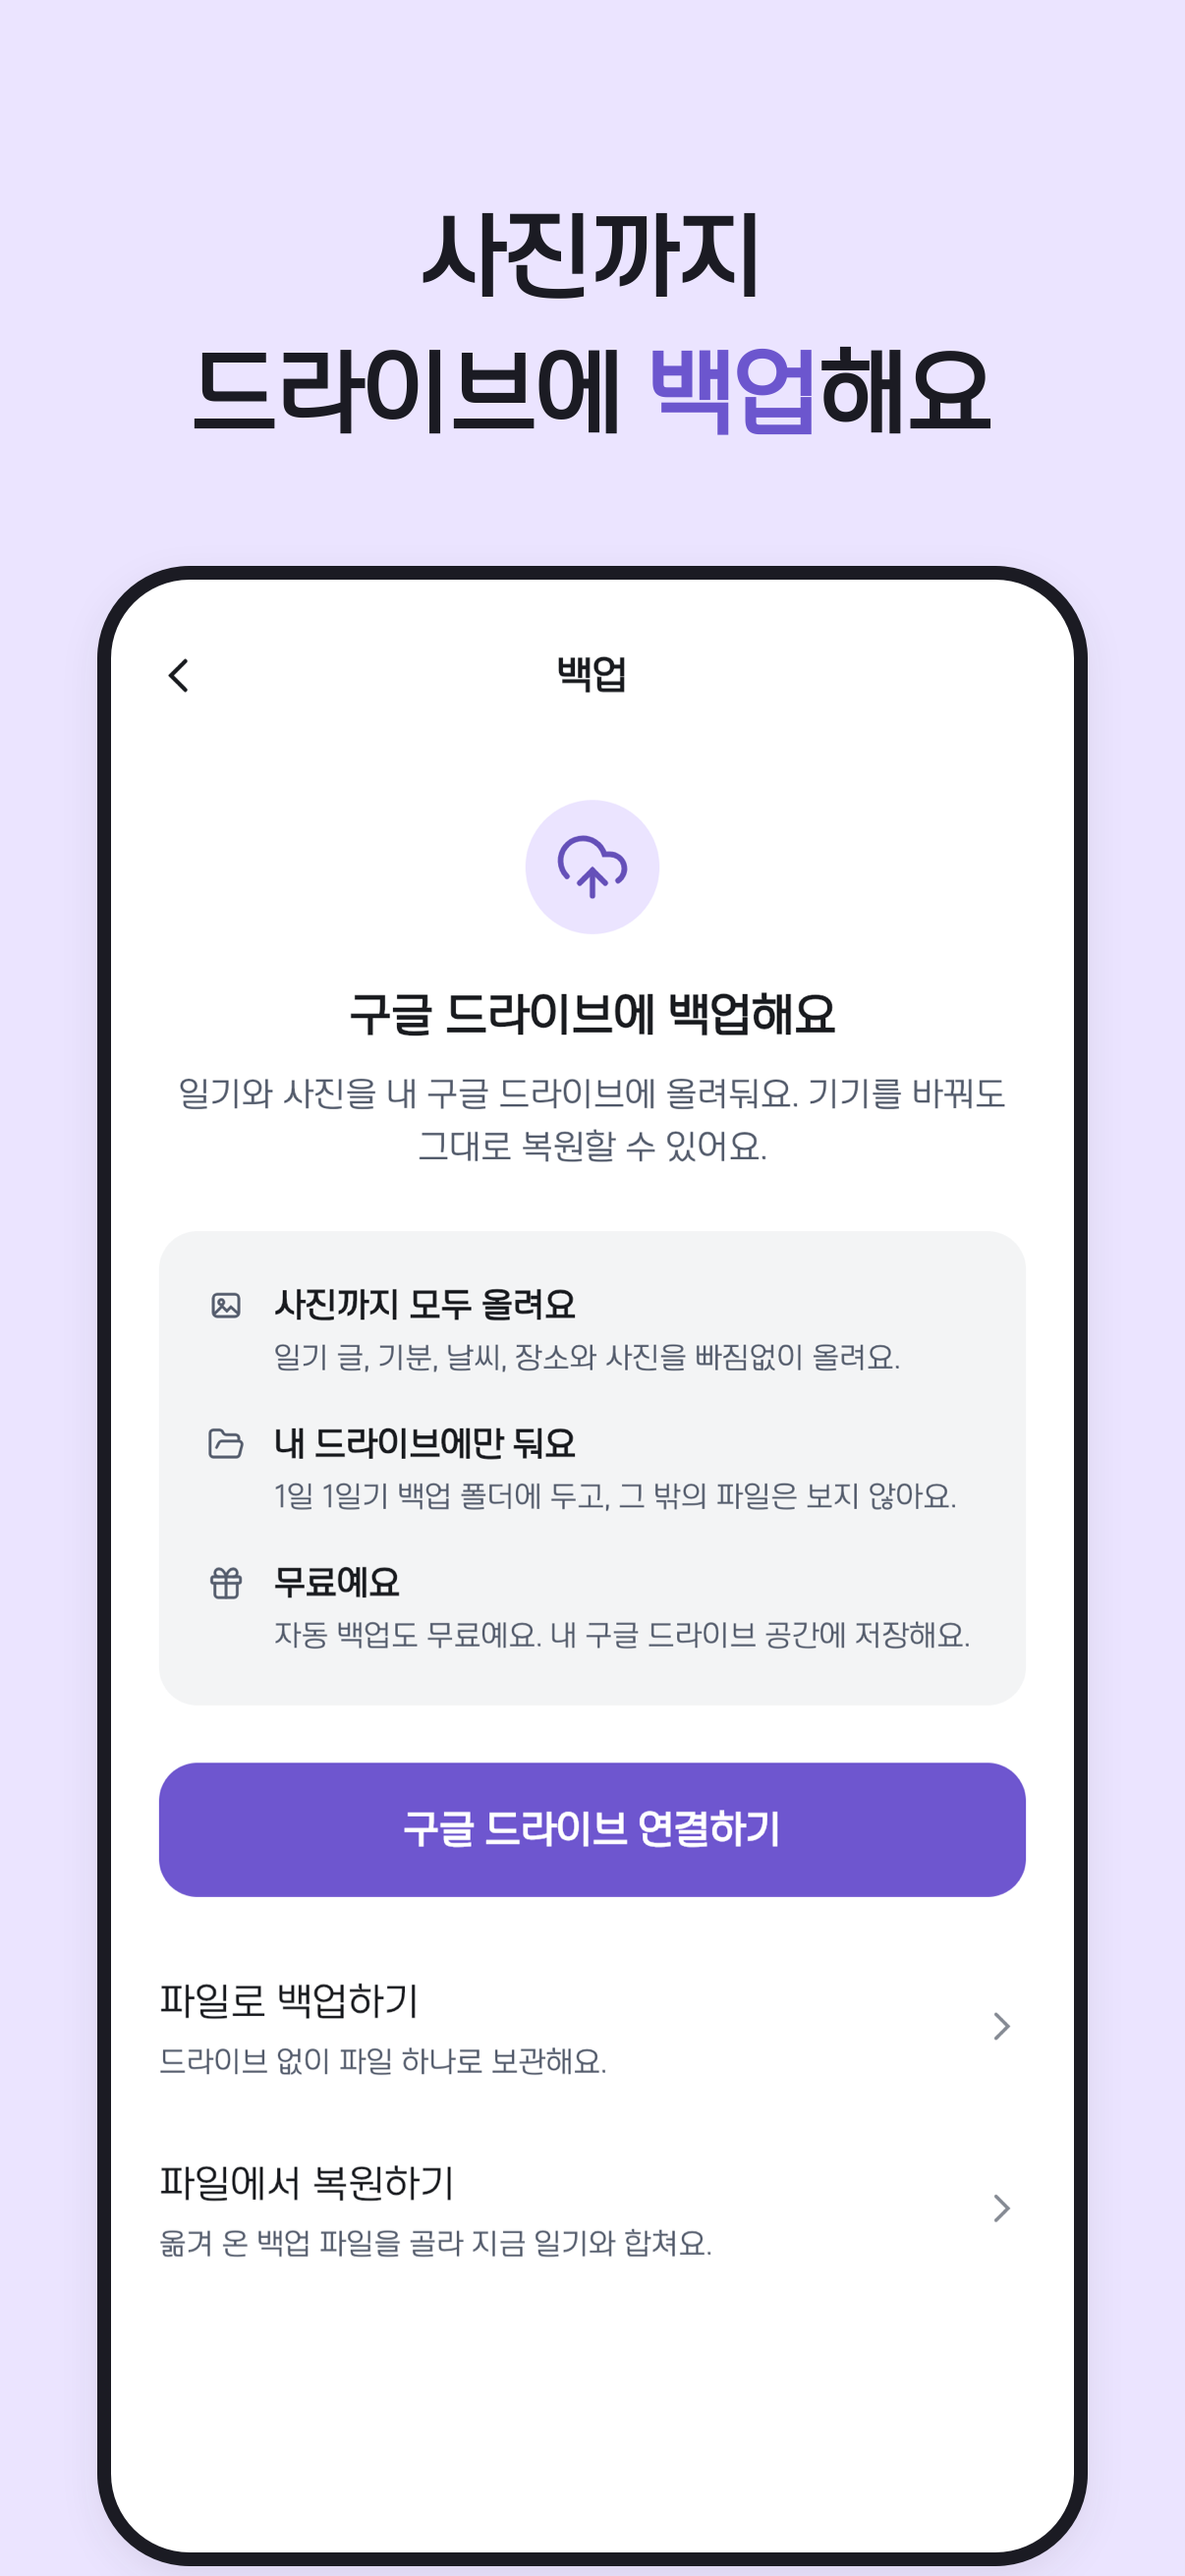 사진까지
드라이브에 백업해요
백업
구글 드라이브에 백업해요
일기와 사진을 내 구글 드라이브에 올려둬요. 기기를 바꿔도
그대로 복원할 수 있어요.
사진까지 모두 올려요
일기 글, 기분, 날씨, 장소와 사진을 빠짐없이 올려요.
내 드라이브에만 둬요
1일 1일기 백업 폴더에 두고, 그 밖의 파일은 보지 않아요.
무료예요
자동 백업도 무료예요. 내 구글 드라이브 공간에 저장해요.
구글 드라이브 연결하기
파일로 백업하기
드라이브 없이 파일 하나로 보관해요.
파일에서 복원하기
옮겨 온 백업 파일을 골라 지금 일기와 합쳐요.